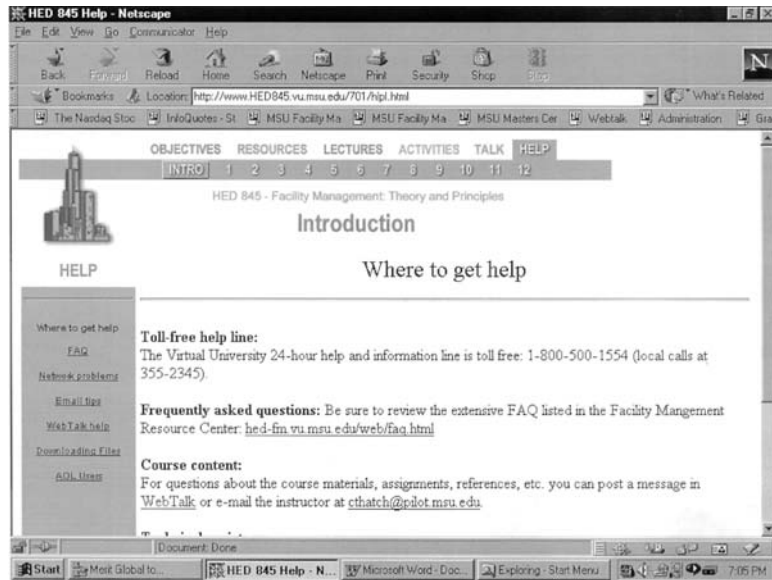 HED 845 Help - Netscape
File Edit View Go Communicator Help
Back Forward Reload Home Search Netscape Print Security Shop Stop
Bookmarks Location: http://www.HED845.vu.msu.edu/701/hlpl.html What's Related
The Nasdaq Stoc InfoQuotes - St MSU Facility Ma MSU Facility Ma MSU Masters Cer Webtalk Administration Gra
OBJECTIVES RESOURCES LECTURES ACTIVITIES TALK HELP
INTRO 1 2 3 4 5 6 7 8 9 10 11 12
HED 845 - Facility Management: Theory and Principles
Introduction
HELP
Where to get help
Where to get help
FAQ
Network problems
Email tips
WebTalk help
Downloading Files
AOL Users
Toll-free help line:
The Virtual University 24-hour help and information line is toll free: 1-800-500-1554 (local calls at
355-2345).
Frequently asked questions: Be sure to review the extensive FAQ listed in the Facility Mangement
Resource Center: hed-fm.vu.msu.edu/web/faq.html
Course content:
For questions about the course materials, assignments, references, etc. you can post a message in
WebTalk or e-mail the instructor at cthatch@pilot.msu.edu.
Document: Done
Start Merit Global to... HED 845 Help - N... Microsoft Word - Doc... Exploring - Start Menu 7:05 PM